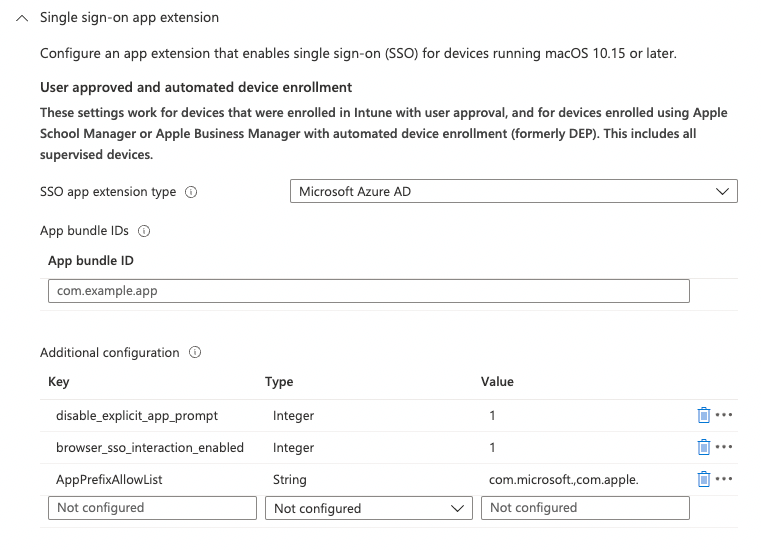 Single sign-on app extension
Configure an app extension that enables single sign-on (SSO) for devices running macOS 10.15 or later.
User approved and automated device enrollment
These settings work for devices that were enrolled in Intune with user approval, and for devices enrolled using Apple
School Manager or Apple Business Manager with automated device enrollment (formerly DEP). This includes all
supervised devices.
SSO app extension type
Microsoft Azure AD
App bundle IDs
App bundle ID
com.example.app
Additional configuration
Key Type Value
disable_explicit_app_prompt Integer 1
browser_sso_interaction_enabled Integer 1
AppPrefixAllowList String com.microsoft.,com.apple.
Not configured Not configured Not configured